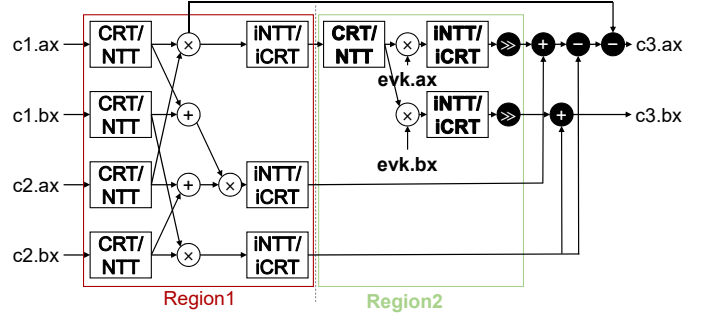 c1.ax
CRT/
NTT
×
iNTT/
iCRT
CRT/
NTT
×
iNTT/
iCRT
≫
+
−
−
c3.ax
evk.ax
c1.bx
CRT/
NTT
+
×
iNTT/
iCRT
≫
+
c3.bx
evk.bx
c2.ax
CRT/
NTT
+
×
iNTT/
iCRT
c2.bx
CRT/
NTT
×
iNTT/
iCRT
Region1
Region2